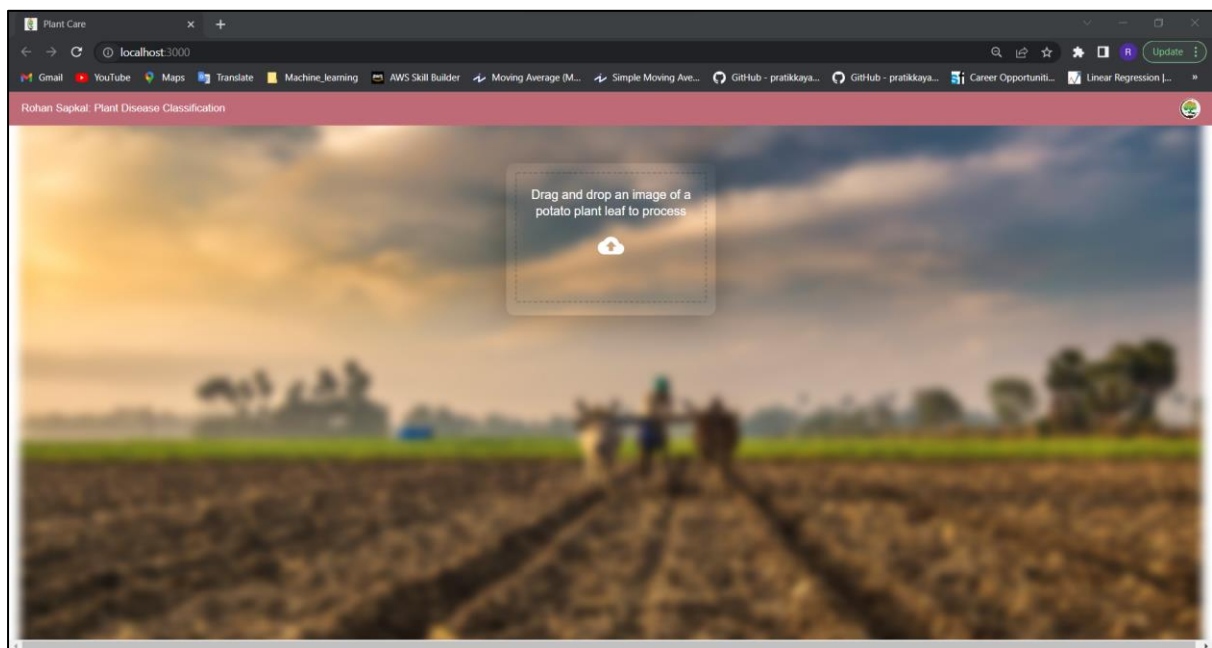 Plant Care
localhost:3000
R
Update
Gmail YouTube Maps Translate Machine_learning AWS Skill Builder Moving Average (M... Simple Moving Ave... GitHub - pratikkaya... GitHub - pratikkaya... Career Opportuniti... Linear Regression |... »
Rohan Sapkal: Plant Disease Classification
Drag and drop an image of a
potato plant leaf to process